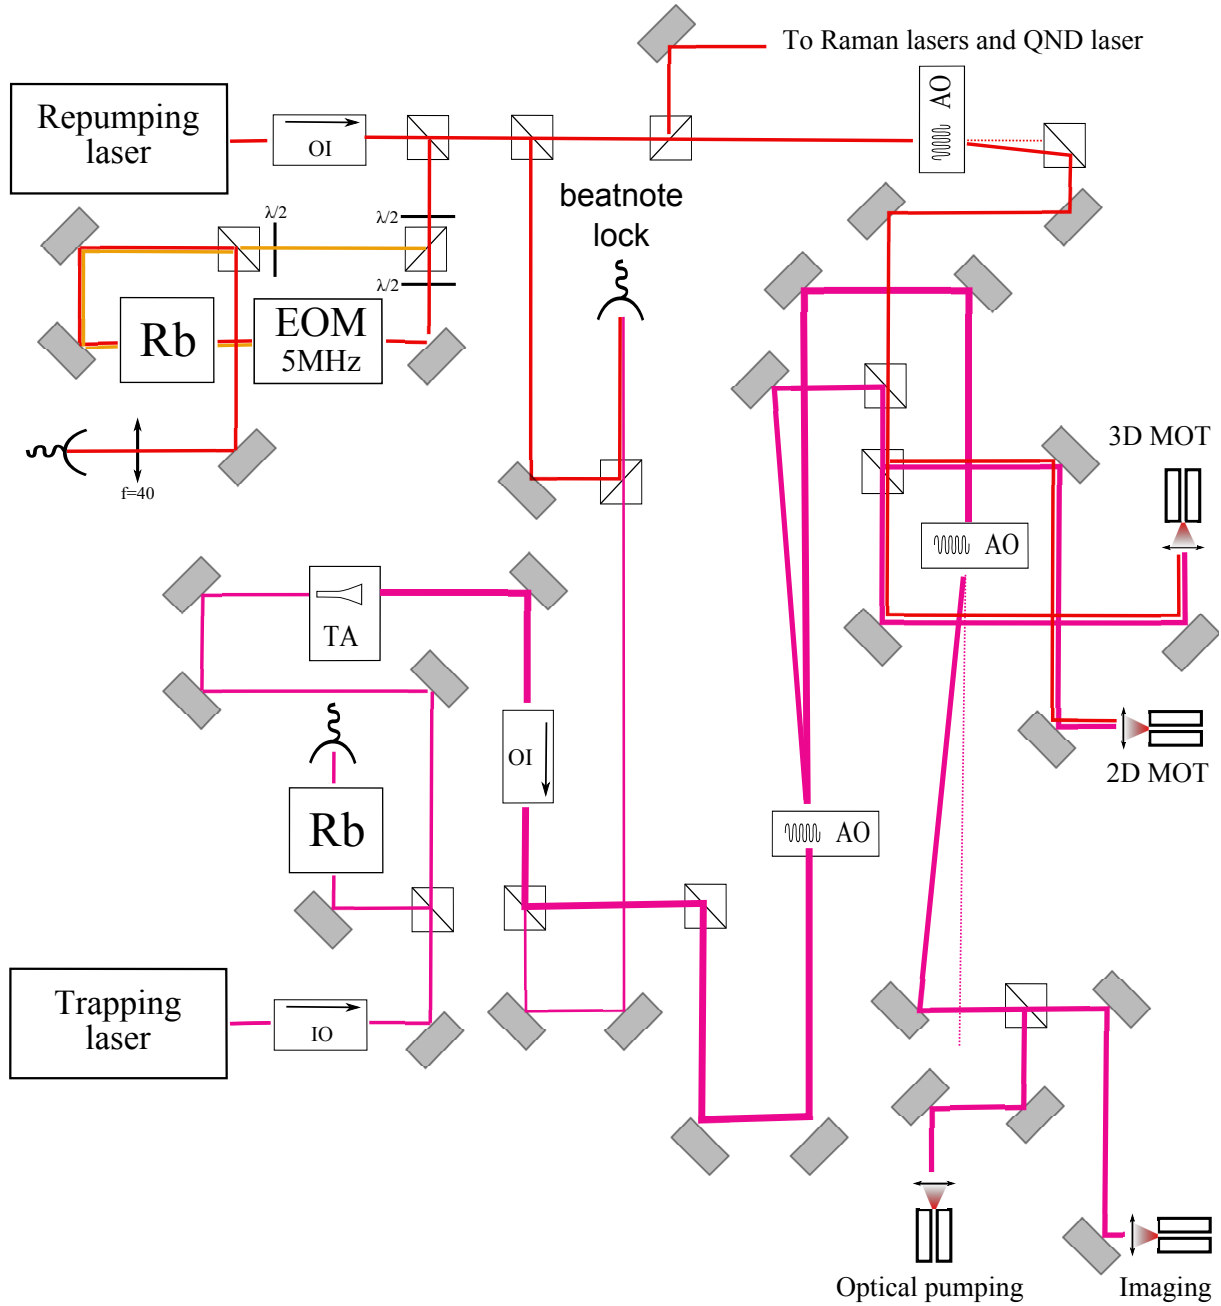 To Raman lasers and QND laser
Repumping
laser
OI
AO
beatnote
lock
λ/2
λ/2
λ/2
Rb
EOM
5MHz
f=40
3D MOT
AO
TA
OI
2D MOT
Rb
AO
Trapping
laser
IO
Optical pumping
Imaging